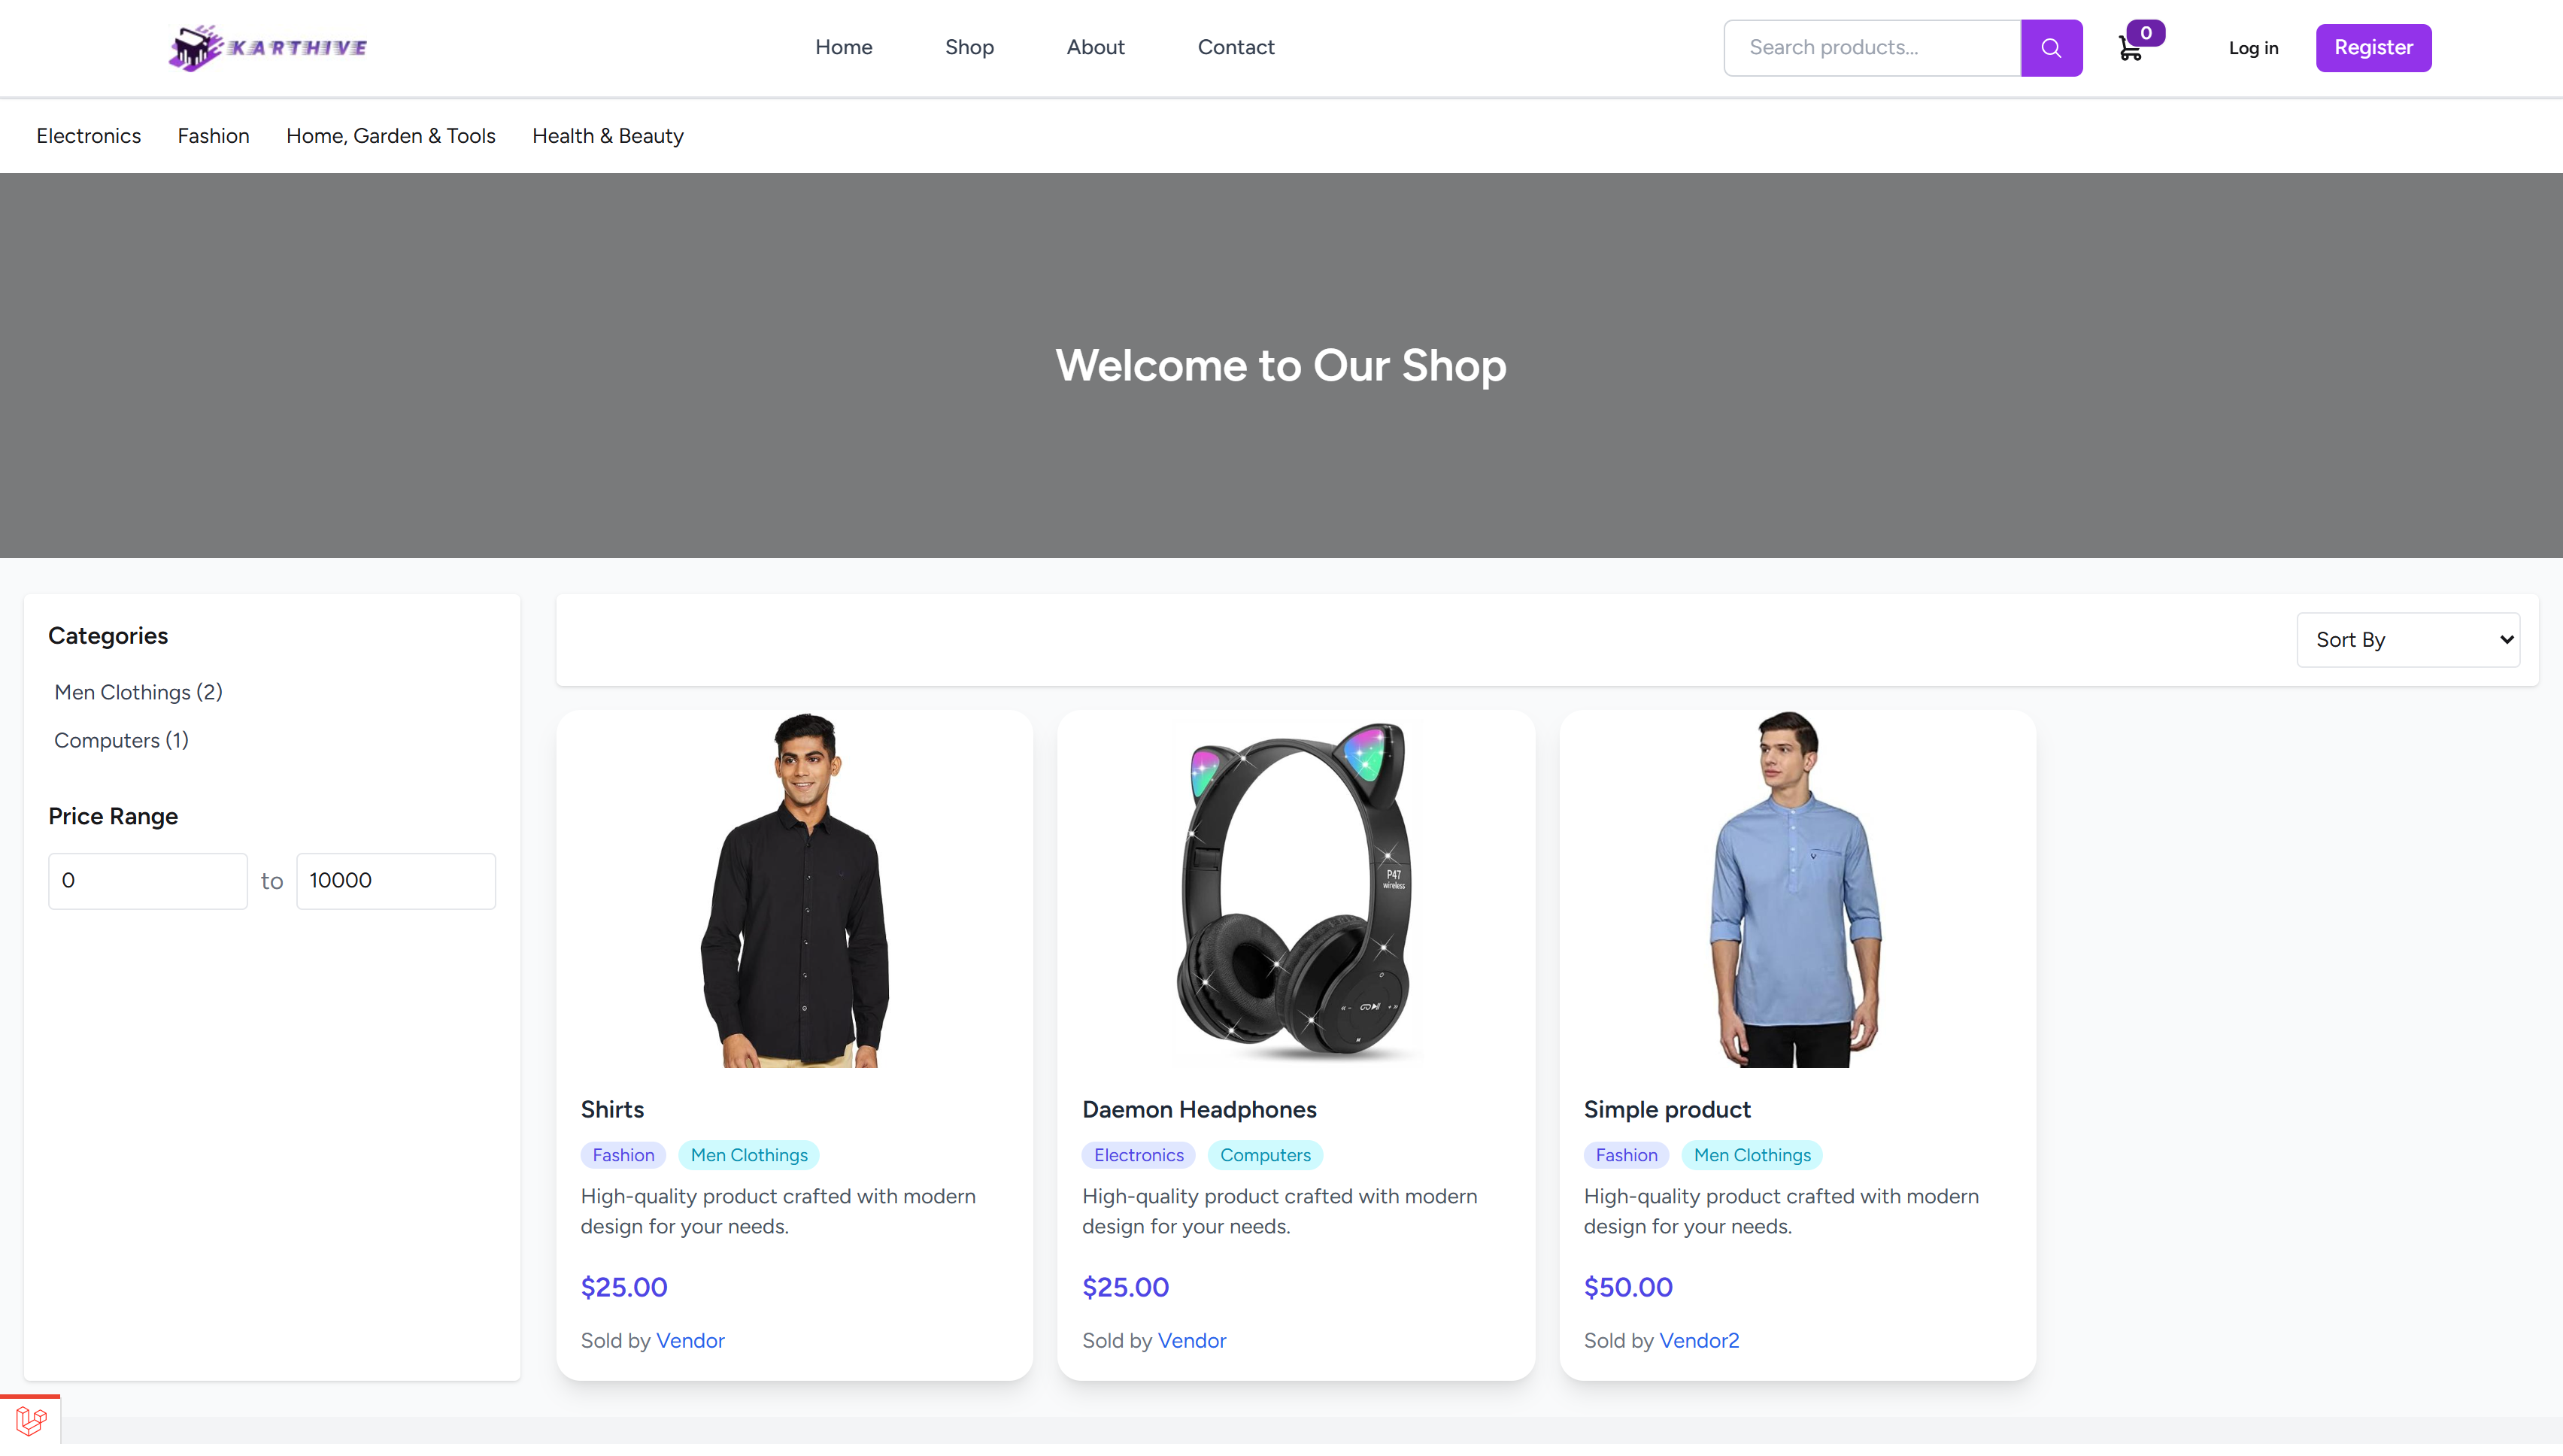 KARTHIVE
Home
Shop
About
Contact
Search products...
0
Log in
Register
Electronics
Fashion
Home, Garden & Tools
Health & Beauty
Welcome to Our Shop
Categories
Men Clothings (2)
Computers (1)
Price Range
0
to
10000
Sort By
P47
wireless
Shirts
Fashion
Men Clothings
High-quality product crafted with modern
design for your needs.
$25.00
Sold by Vendor
Daemon Headphones
Electronics
Computers
High-quality product crafted with modern
design for your needs.
$25.00
Sold by Vendor
Simple product
Fashion
Men Clothings
High-quality product crafted with modern
design for your needs.
$50.00
Sold by Vendor2